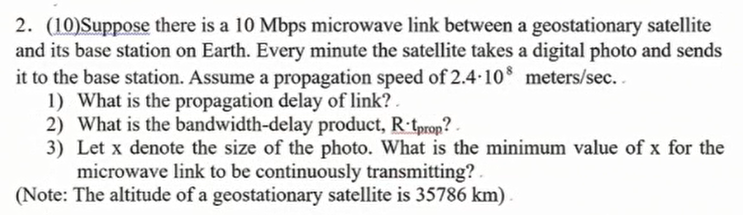 2. (10)Suppose there is a 10 Mbps microwave link between a geostationary satellite
and its base station on Earth. Every minute the satellite takes a digital photo and sends
it to the base station. Assume a propagation speed of 2.4·10⁸ meters/sec.
1) What is the propagation delay of link?
2) What is the bandwidth-delay product, R·tprop?
3) Let x denote the size of the photo. What is the minimum value of x for the
microwave link to be continuously transmitting?
(Note: The altitude of a geostationary satellite is 35786 km)